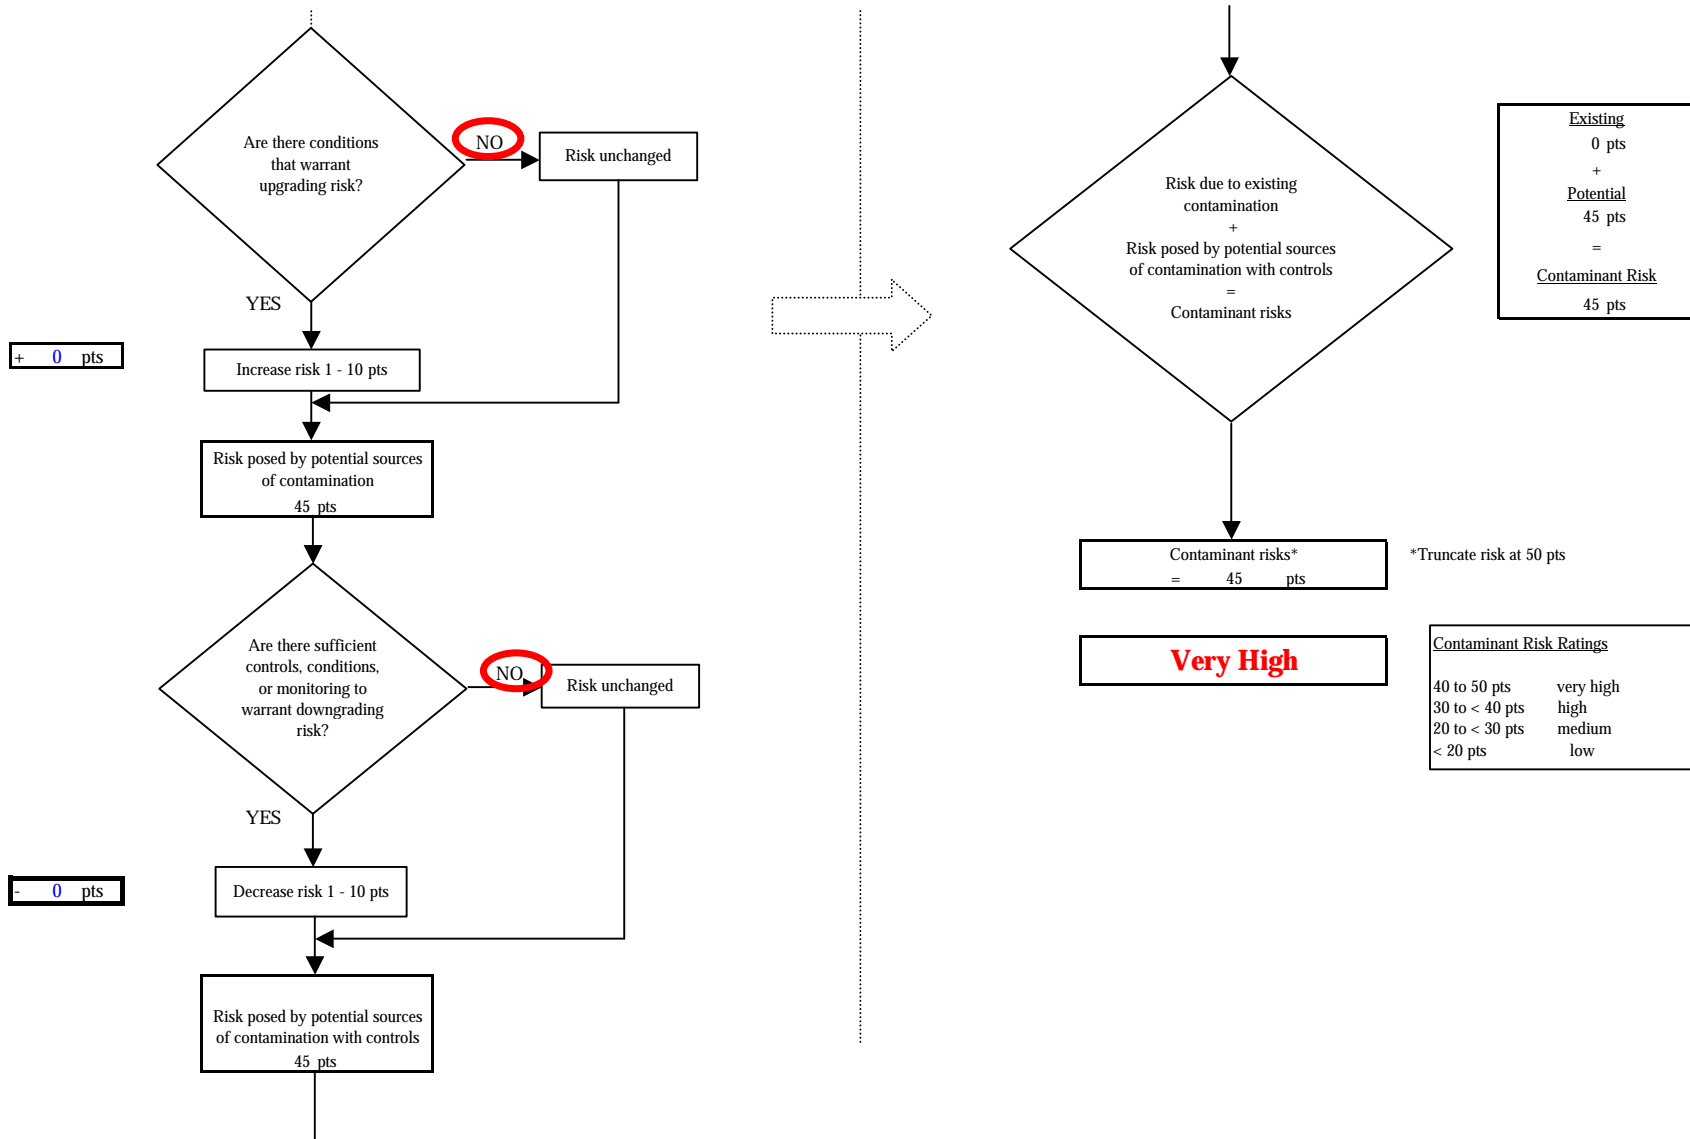 Are there conditions
that warrant
upgrading risk?
NO
Risk unchanged
YES
+ 0 pts
Increase risk 1 - 10 pts
Risk posed by potential sources
of contamination
45 pts
Are there sufficient
controls, conditions,
or monitoring to
warrant downgrading
risk?
NO
Risk unchanged
YES
- 0 pts
Decrease risk 1 - 10 pts
Risk posed by potential sources
of contamination with controls
45 pts
Risk due to existing
contamination
+
Risk posed by potential sources
of contamination with controls
=
Contaminant risks
Existing
0 pts
+
Potential
45 pts
=
Contaminant Risk
45 pts
Contaminant risks*
= 45 pts
*Truncate risk at 50 pts
Very High
Contaminant Risk Ratings
40 to 50 pts very high
30 to < 40 pts high
20 to < 30 pts medium
< 20 pts low